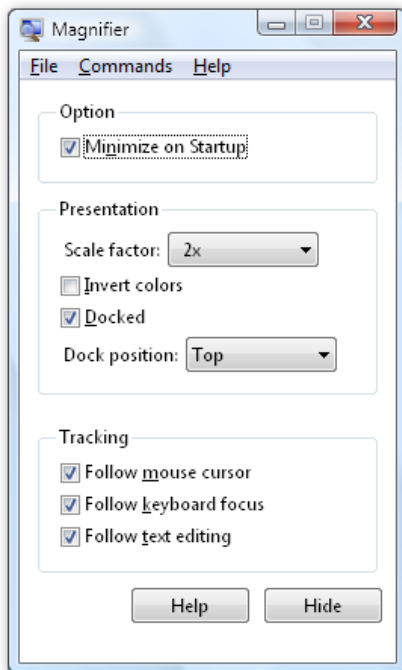 Magnifier
File Commands Help
Option
Minimize on Startup
Presentation
Scale factor: 2x
Invert colors
Docked
Dock position: Top
Tracking
Follow mouse cursor
Follow keyboard focus
Follow text editing
Help Hide